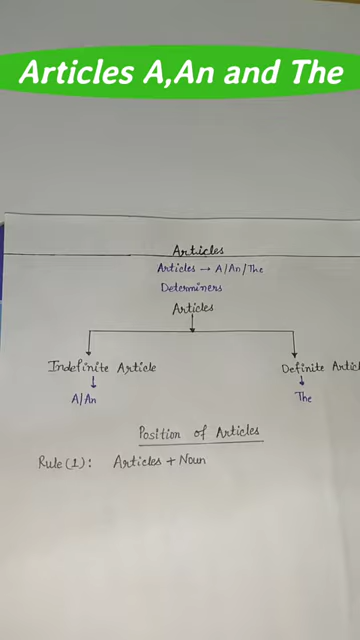 Articles A,An and The
Articles
Articles → A/An/The
Determiners
Articles
Indefinite Article Definite
A/An The
Position of Articles
Rule(1): Articles + Noun